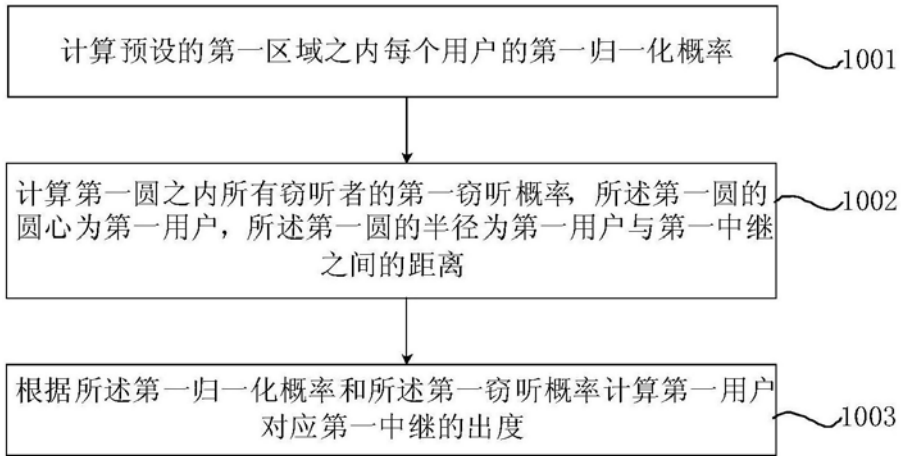 计算预设的第一区域之内每个用户的第一归一化概率
1001
计算第一圆之内所有窃听者的第一窃听概率,所述第一圆的
1002
圆心为第一用户,所述第一圆的半径为第一用户与第一中继
之间的距离
根据所述第一归一化概率和所述第一窃听概率计算第一用户
对应第一中继的出度
1003